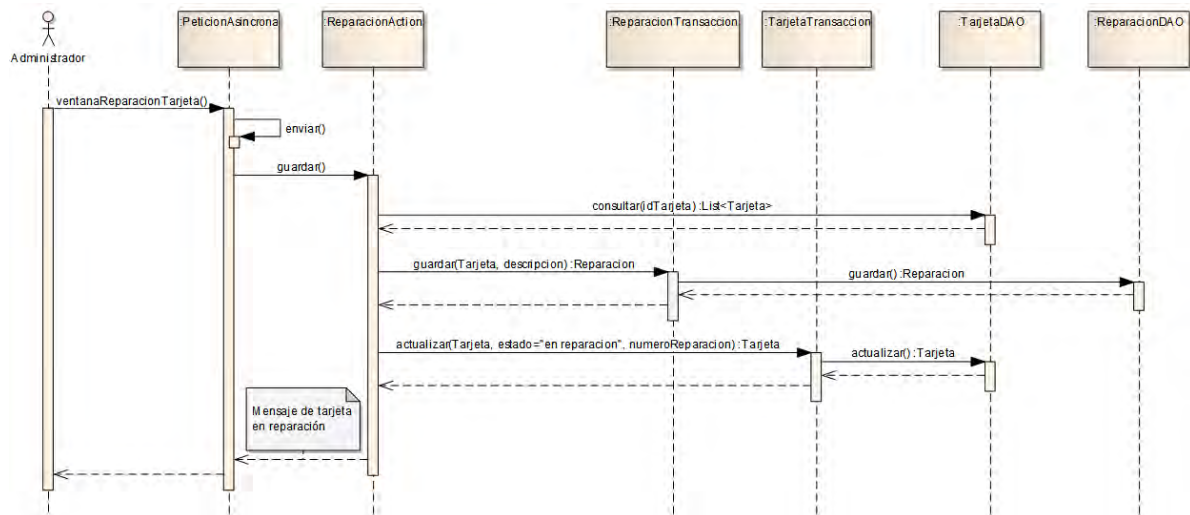 :PeticionAsincrona
:ReparacionAction
:ReparacionTransaccion
:TarjetaTransaccion
:TarjetaDAO
:ReparacionDAO
Administrador
ventanaReparacionTarjeta()
enviar()
guardar()
consultar(idTarjeta) :List<Tarjeta>
guardar(Tarjeta, descripcion) :Reparacion
guardar() :Reparacion
actualizar(Tarjeta, estado="en reparacion", numeroReparacion) :Tarjeta
actualizar() :Tarjeta
Mensaje de tarjeta
en reparación